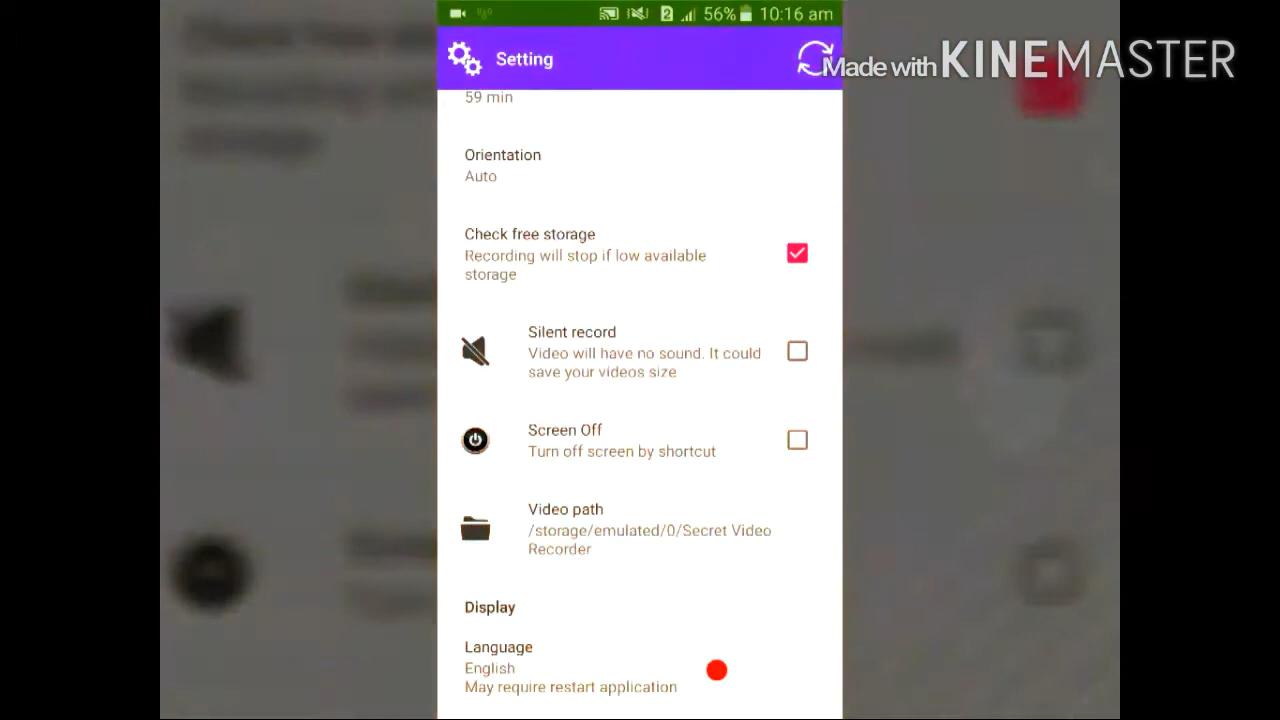 2 56% 10:16 am
Setting
Made with KINEMASTER
59 min
Orientation
Auto
Check free storage
Recording will stop if low available
storage
Silent record
Video will have no sound. It could
save your videos size
Screen Off
Turn off screen by shortcut
Video path
/storage/emulated/0/Secret Video
Recorder
Display
Language
English
May require restart application